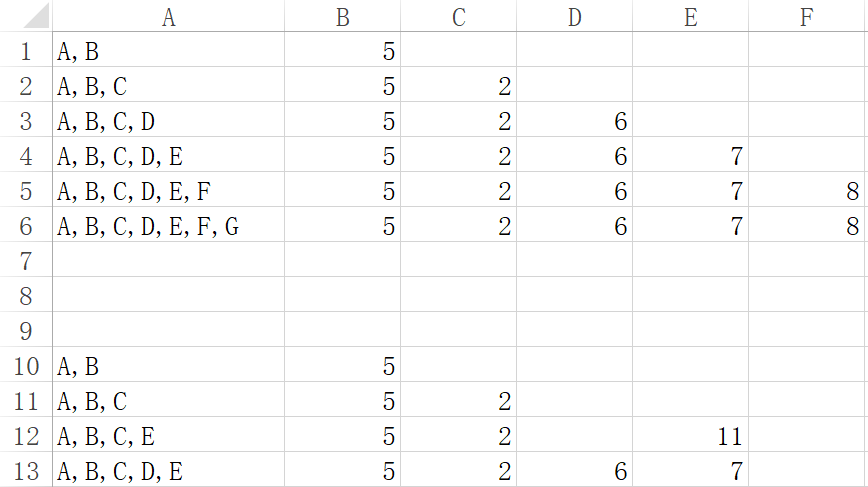 A B C D E F
1 A,B 5
2 A,B,C 5 2
3 A,B,C,D 5 2 6
4 A,B,C,D,E 5 2 6 7
5 A,B,C,D,E,F 5 2 6 7 8
6 A,B,C,D,E,F,G 5 2 6 7 8
7
8
9
10 A,B 5
11 A,B,C 5 2
12 A,B,C,E 5 2 11
13 A,B,C,D,E 5 2 6 7